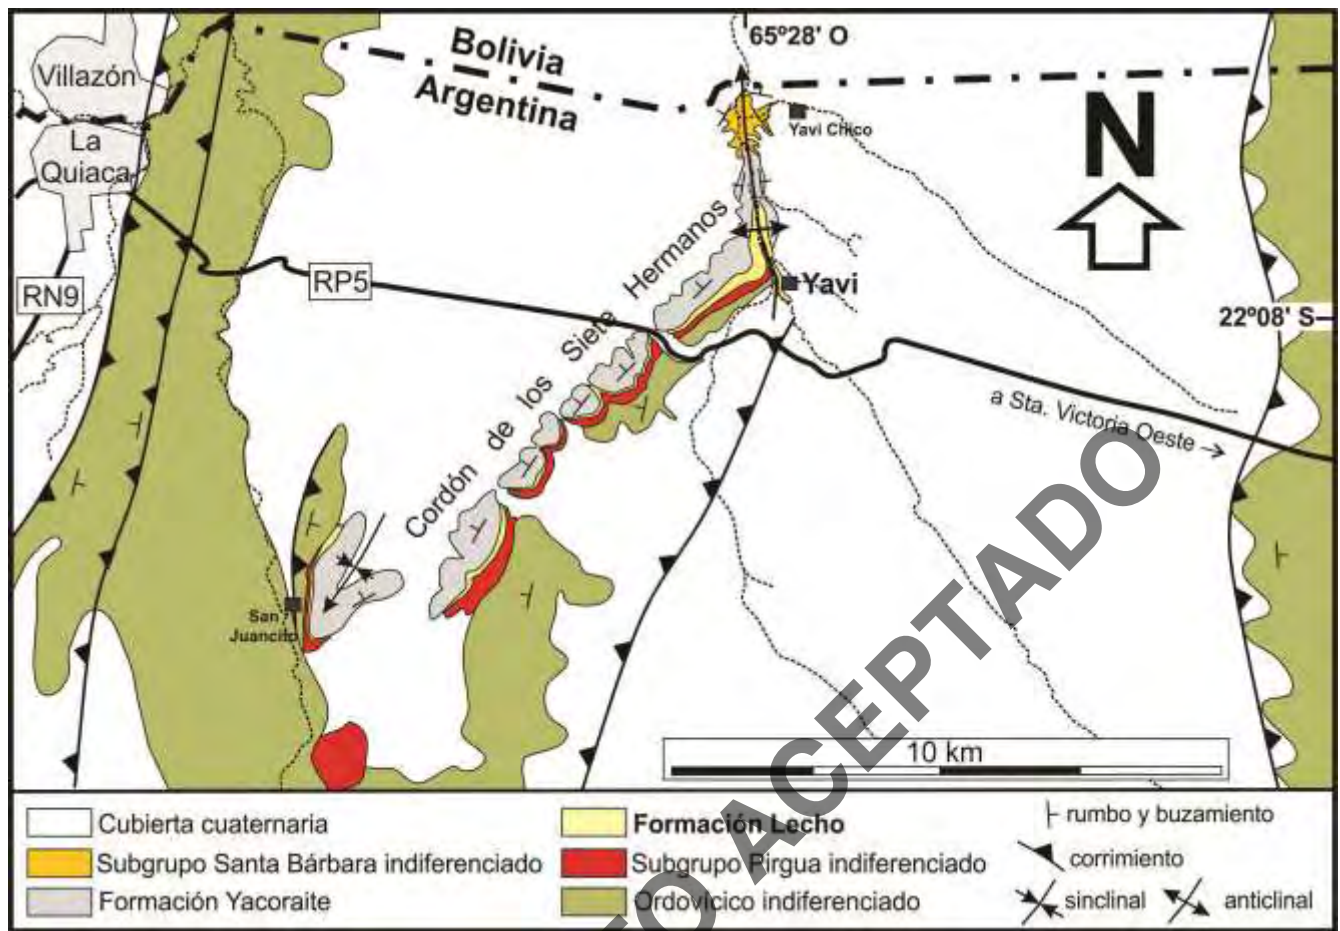 65º28' O
Bolivia
Argentina
Villazón
La
Quiaca
Yavi Chico
N
RN9
RP5
Yavi
22º08' S
Cordón de los Siete Hermanos
a Sta. Victoria Oeste →
San
Juancito
10 km
ACEPTADO
Cubierta cuaternaria
Subgrupo Santa Bárbara indiferenciado
Formación Yacoraite
Formación Lecho
Subgrupo Pirgua indiferenciado
Ordovícico indiferenciado
rumbo y buzamiento
corrimiento
sinclinal
anticlinal